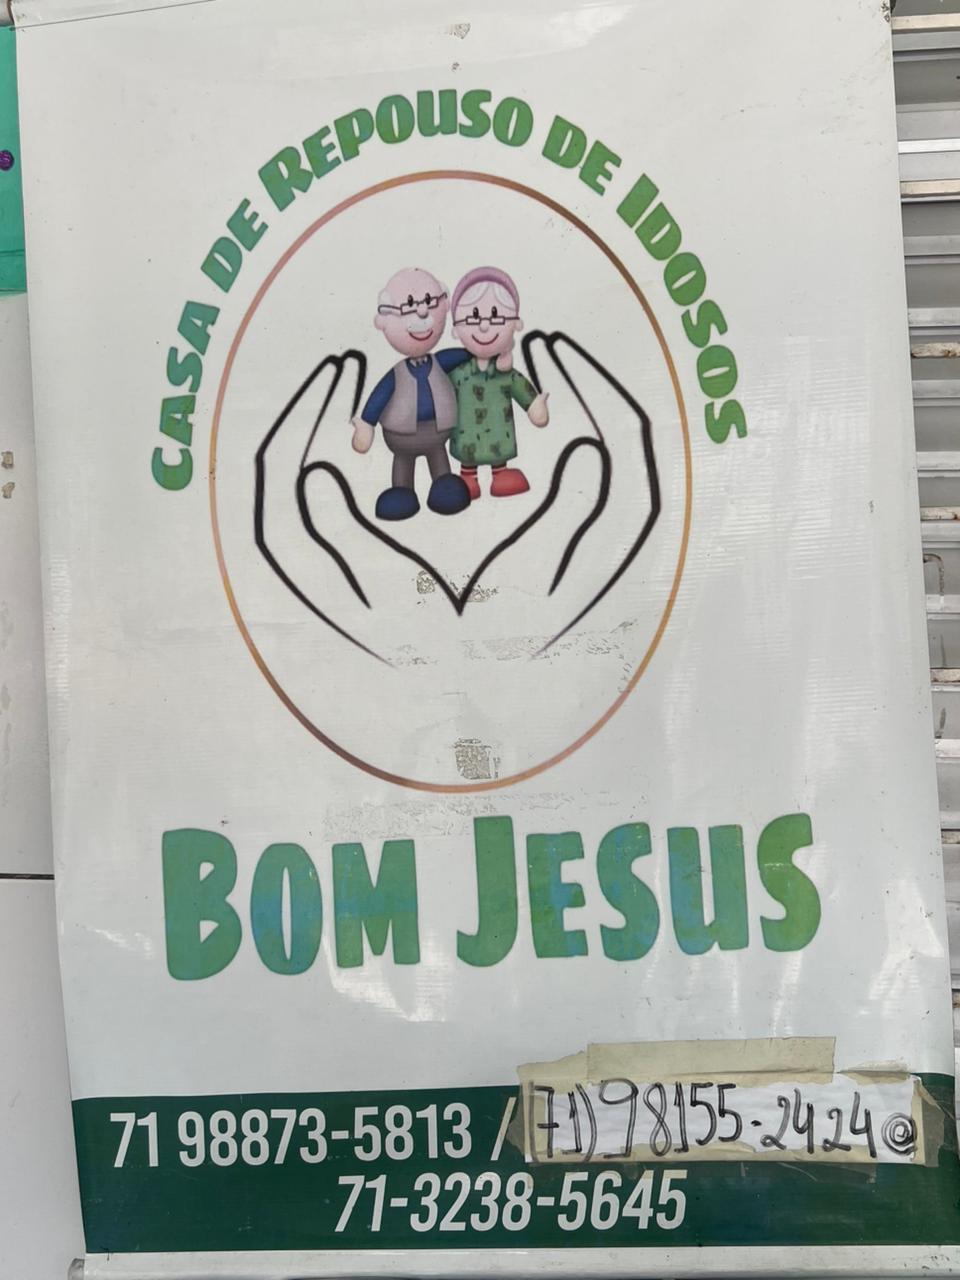 CASA DE REPOUSO DE IDOSOS
BOM JESUS
71 98873-5813 / (71) 98155-2424 @
71-3238-5645